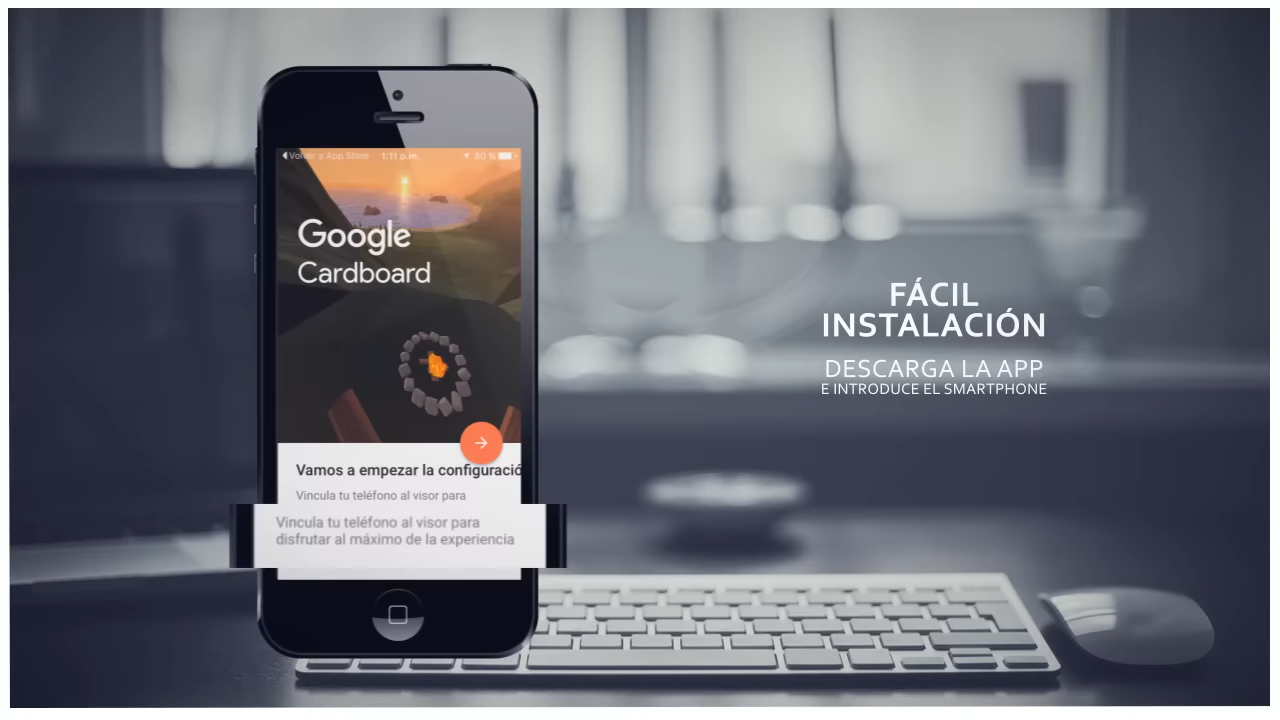 Volver a App Store 1:11 p.m. 80 %
Google
Cardboard
Vamos a empezar la configuració
Vincula tu teléfono al visor para
Vincula tu teléfono al visor para
disfrutar al máximo de la experiencia
FÁCIL
INSTALACIÓN
DESCARGA LA APP
E INTRODUCE EL SMARTPHONE